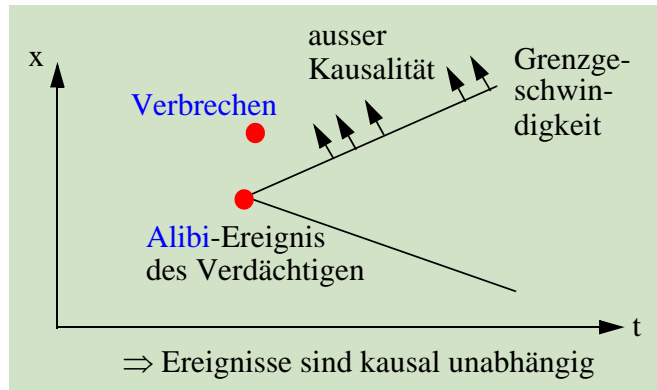 x
Verbrechen
ausser
Kausalität
Grenzge-
schwin-
digkeit
Alibi-Ereignis
des Verdächtigen
t
⇒ Ereignisse sind kausal unabhängig